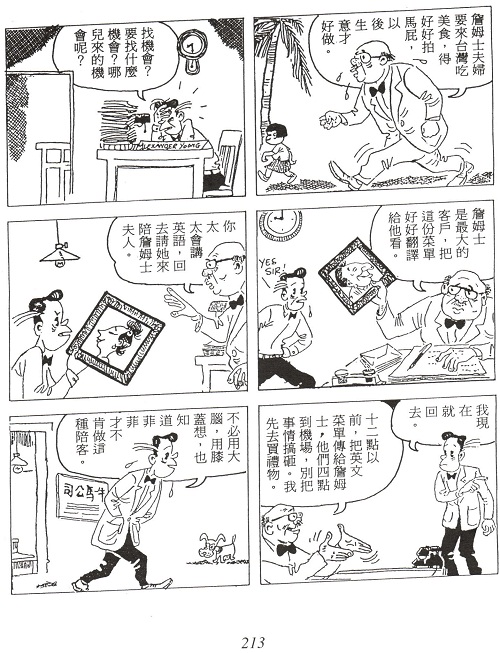 詹姆士夫婦
要來台灣吃
美食,得
好好拍
馬屁,
以
後
生
意才
好做。
找機會?
要找什麼
機會?哪
兒來的機
會呢?
ALEXANDER YOUNG
詹姆士
是最大的
客戶,把
這份菜單
好好翻譯
給他看。
YES
SIR!
你
太
太會講
英語,回
去請她來
陪詹姆士
夫人。
我現
在
就
回
去。
十二點以
前,把英文
菜單傳給詹姆
士,他們四點
到機場,別把
事情搞砸。我
先去買禮物。
不必用大
腦,用膝
蓋想,也
知
道
菲
菲
才不
肯做這
種陪客。
牛馬公司
213